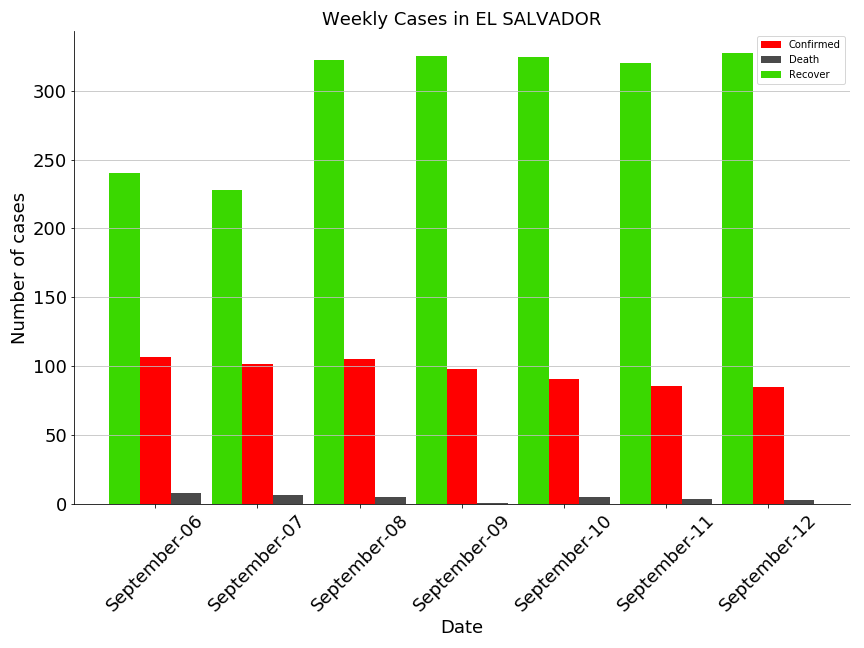 Weekly Cases in EL SALVADOR
Confirmed
Death
Recover
Number of cases
300
250
200
150
100
50
0
September-06
September-07
September-08
September-09
September-10
September-11
September-12
Date